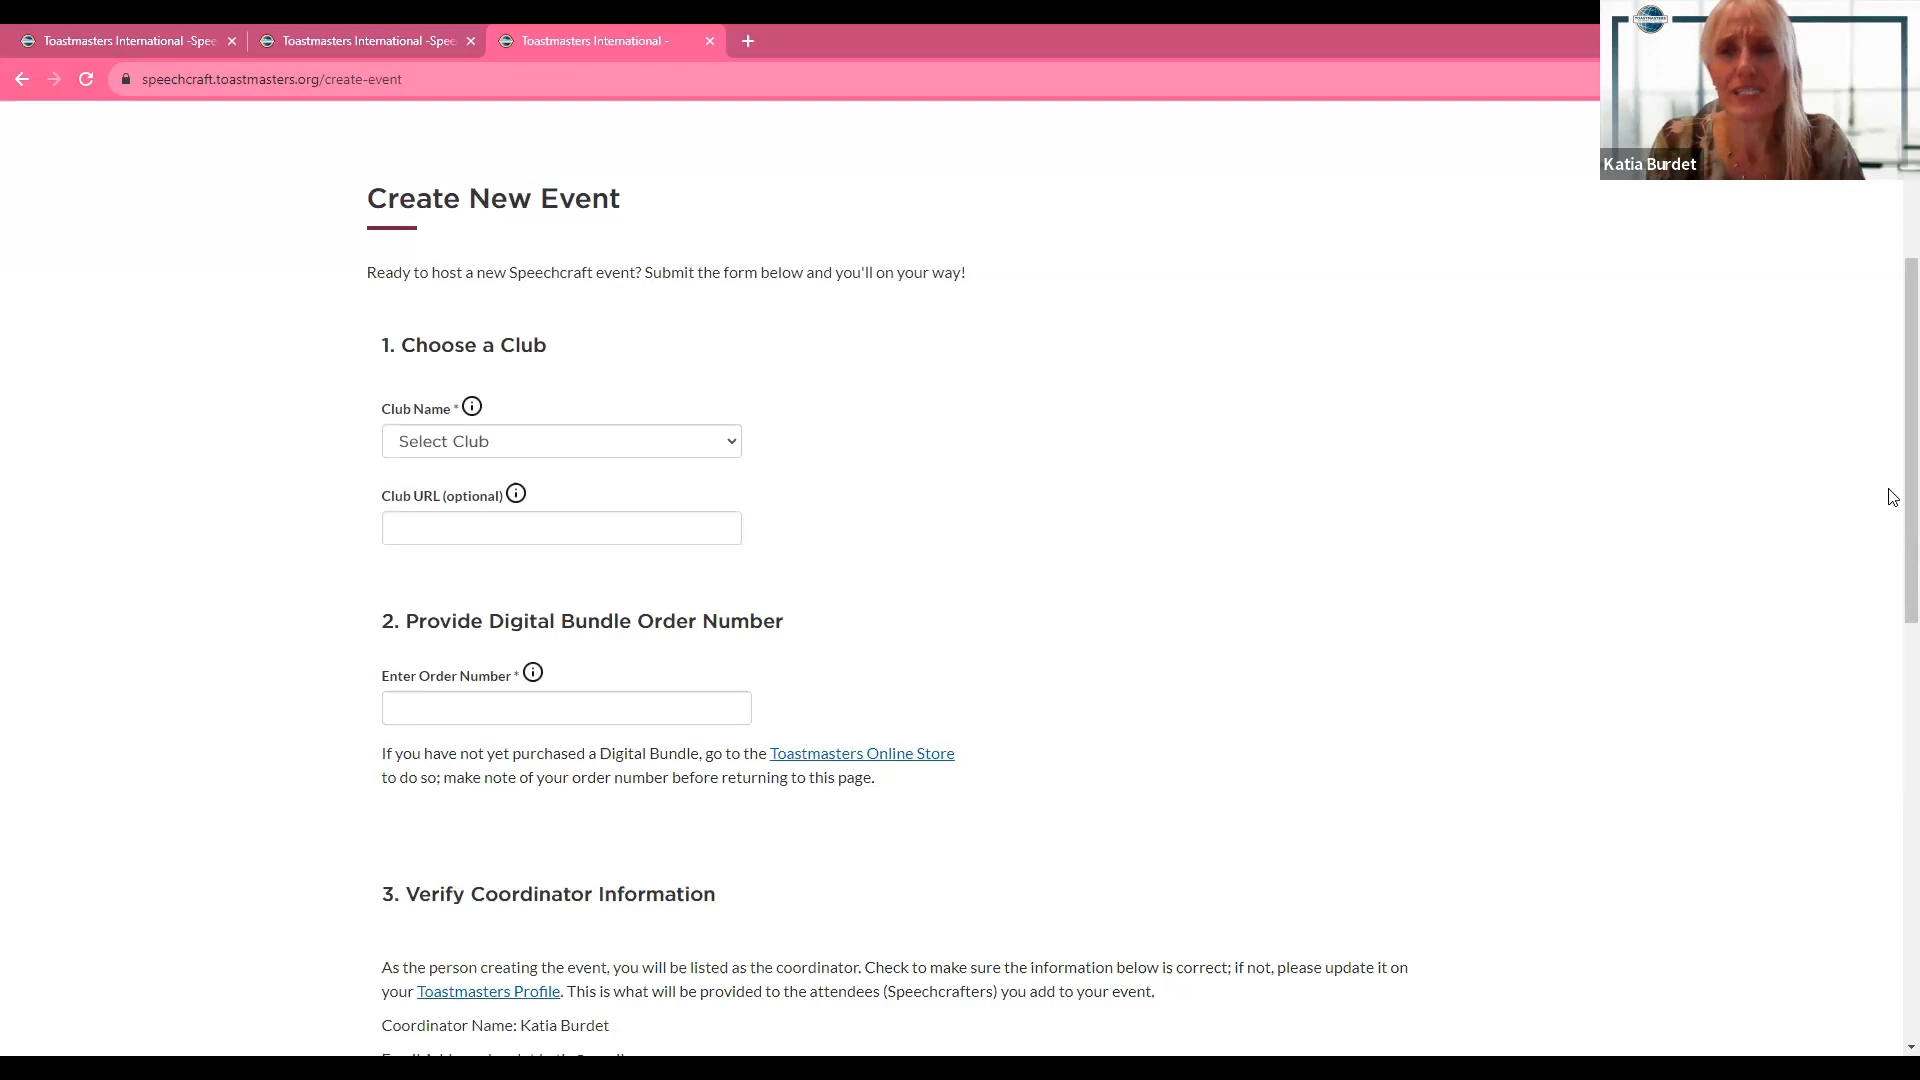 Toastmasters International -Spee
Toastmasters International -Spee
Toastmasters International -
speechcraft.toastmasters.org/create-event
TOASTMASTERS
Katia Burdet
Create New Event
Ready to host a new Speechcraft event? Submit the form below and you'll on your way!
1. Choose a Club
Club Name *
Select Club
Club URL (optional)
2. Provide Digital Bundle Order Number
Enter Order Number *
If you have not yet purchased a Digital Bundle, go to the Toastmasters Online Store
to do so; make note of your order number before returning to this page.
3. Verify Coordinator Information
As the person creating the event, you will be listed as the coordinator. Check to make sure the information below is correct; if not, please update it on
your Toastmasters Profile. This is what will be provided to the attendees (Speechcrafters) you add to your event.
Coordinator Name: Katia Burdet